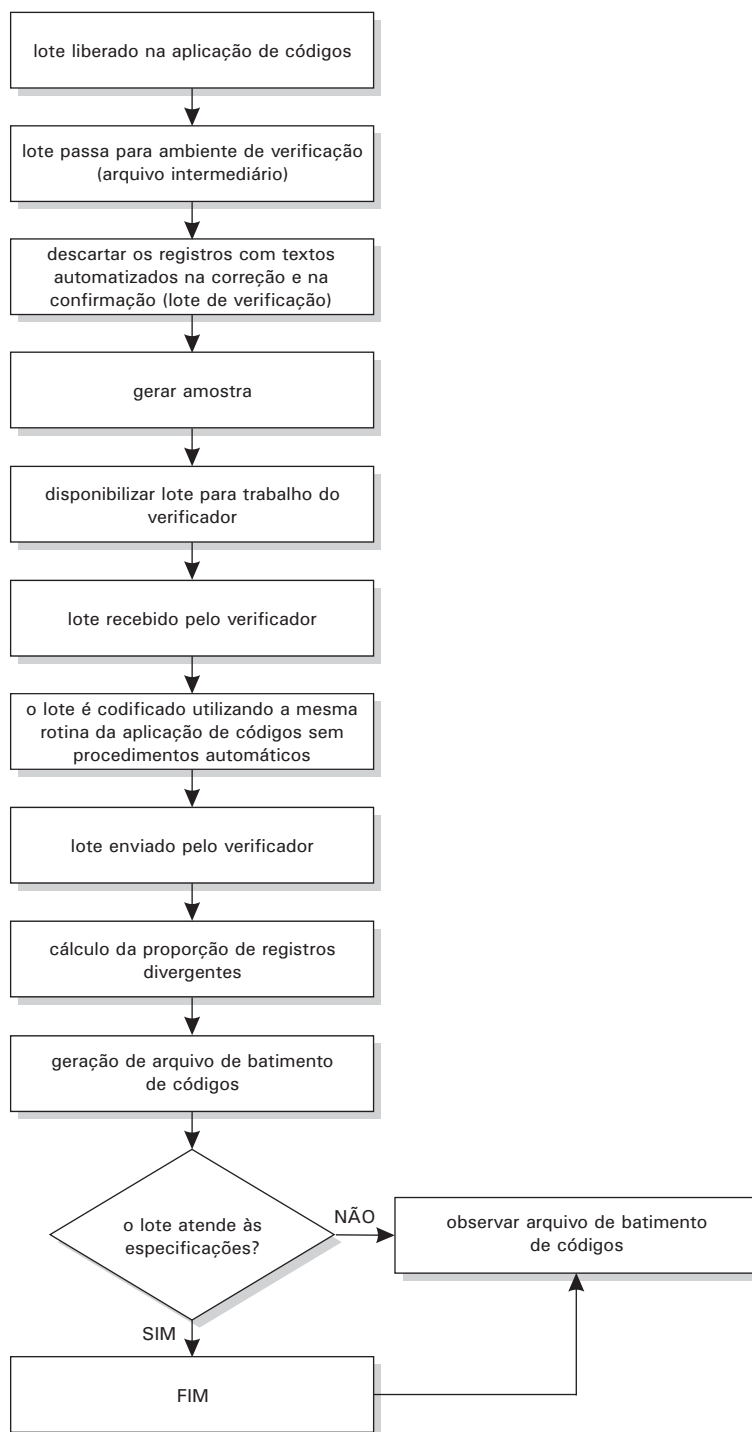 lote liberado na aplicação de códigos
lote passa para ambiente de verificação
(arquivo intermediário)
descartar os registros com textos
automatizados na correção e na
confirmação (lote de verificação)
gerar amostra
disponibilizar lote para trabalho do
verificador
lote recebido pelo verificador
o lote é codificado utilizando a mesma
rotina da aplicação de códigos sem
procedimentos automáticos
lote enviado pelo verificador
cálculo da proporção de registros
divergentes
geração de arquivo de batimento
de códigos
o lote atende às
especificações?
NÃO
observar arquivo de batimento
de códigos
SIM
FIM